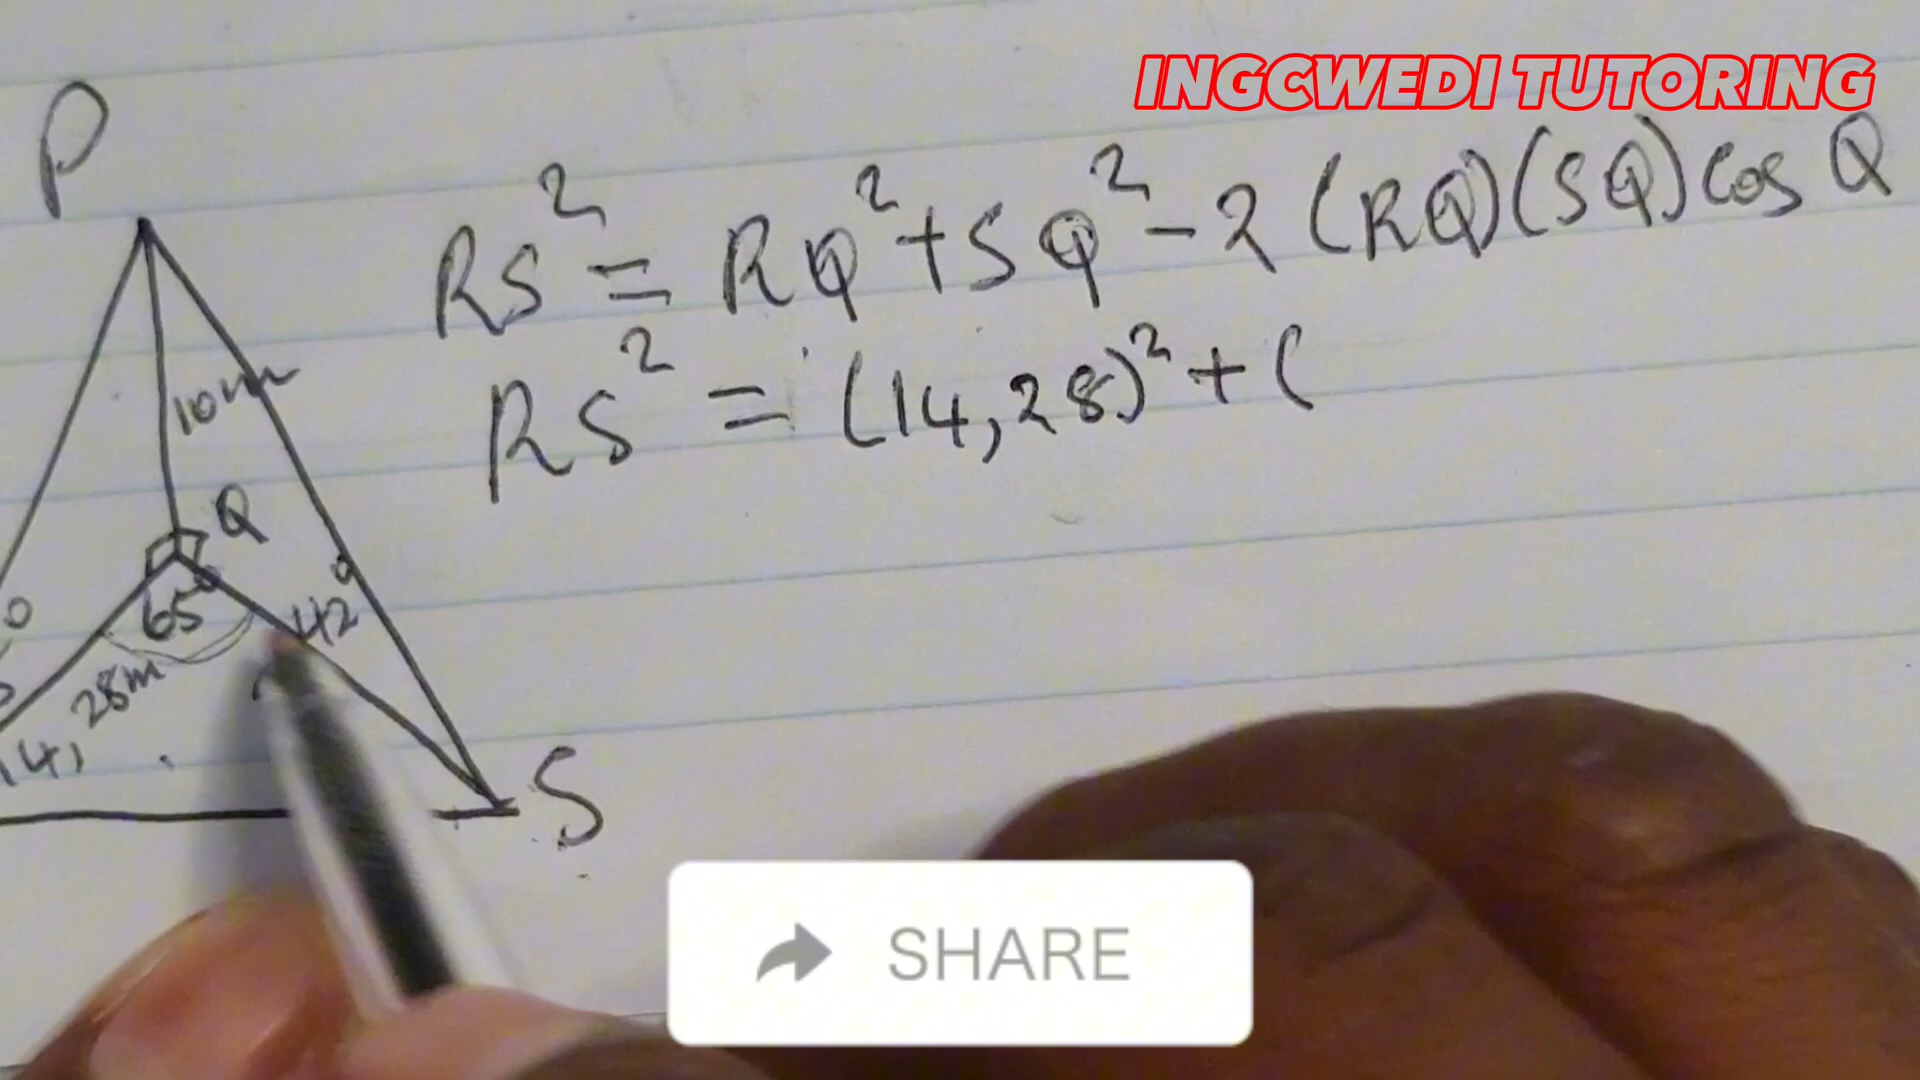 INGCWEDI TUTORING
P
RS² = RQ² + SQ² - 2 (RQ)(SQ) cos Q
RS² = (14,28)² + (
10m
Q
65°
42
28m
14,
S
SHARE